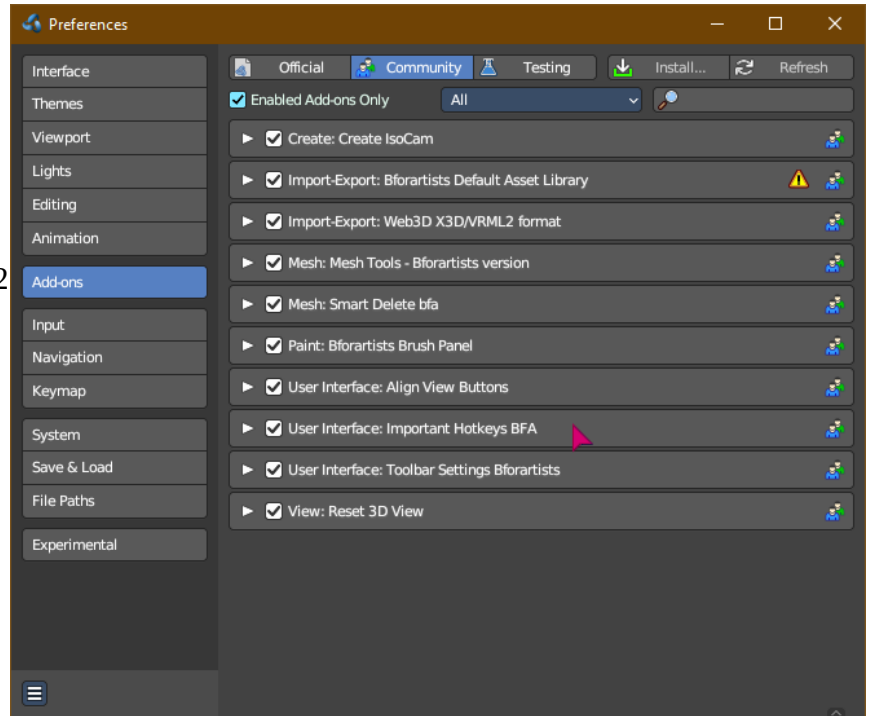 Preferences
Interface
Themes
Viewport
Lights
Editing
Animation
2
Add-ons
Input
Navigation
Keymap
System
Save & Load
File Paths
Experimental
Official Community Testing Install... Refresh
Enabled Add-ons Only All
Create: Create IsoCam
Import-Export: Bforartists Default Asset Library
Import-Export: Web3D X3D/VRML2 format
Mesh: Mesh Tools - Bforartists version
Mesh: Smart Delete bfa
Paint: Bforartists Brush Panel
User Interface: Align View Buttons
User Interface: Important Hotkeys BFA
User Interface: Toolbar Settings Bforartists
View: Reset 3D View